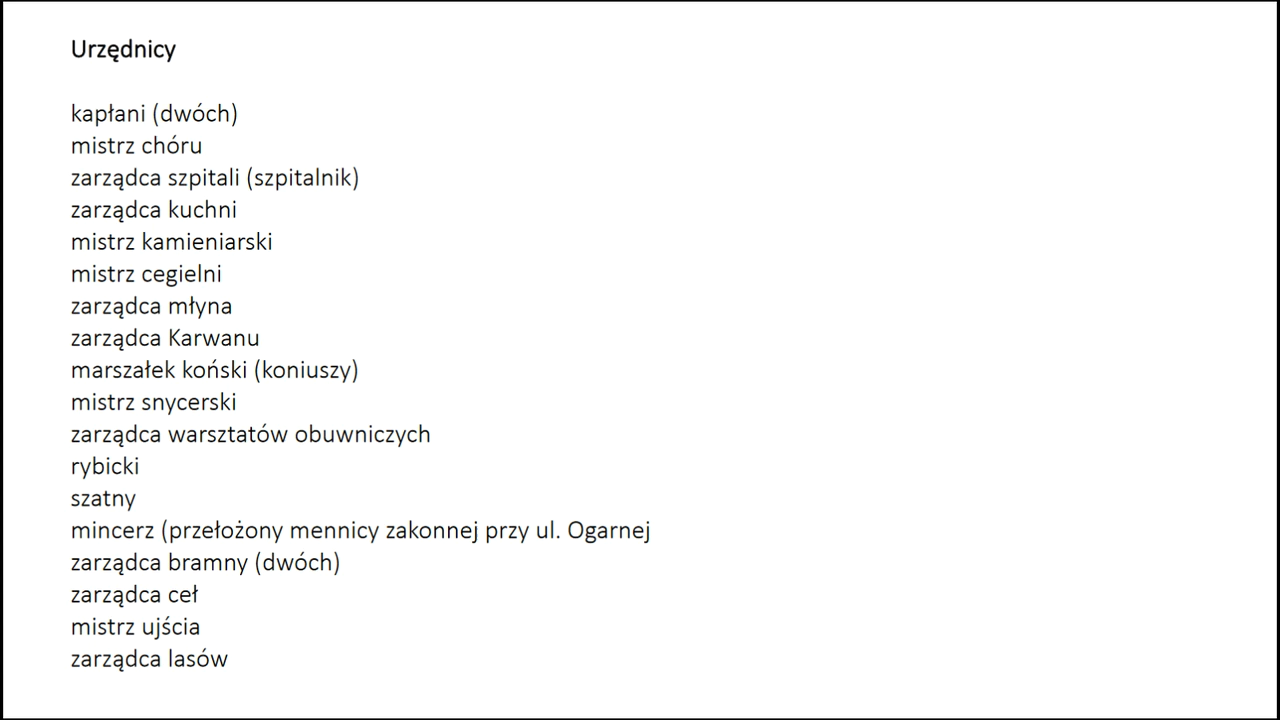 Urzędnicy
kapłani (dwóch)
mistrz chóru
zarządca szpitali (szpitalnik)
zarządca kuchni
mistrz kamieniarski
mistrz cegielni
zarządca młyna
zarządca Karwanu
marszałek koński (koniuszy)
mistrz snycerski
zarządca warsztatów obuwniczych
rybicki
szatny
mincerz (przełożony mennicy zakonnej przy ul. Ogarnej
zarządca bramny (dwóch)
zarządca ceł
mistrz ujścia
zarządca lasów